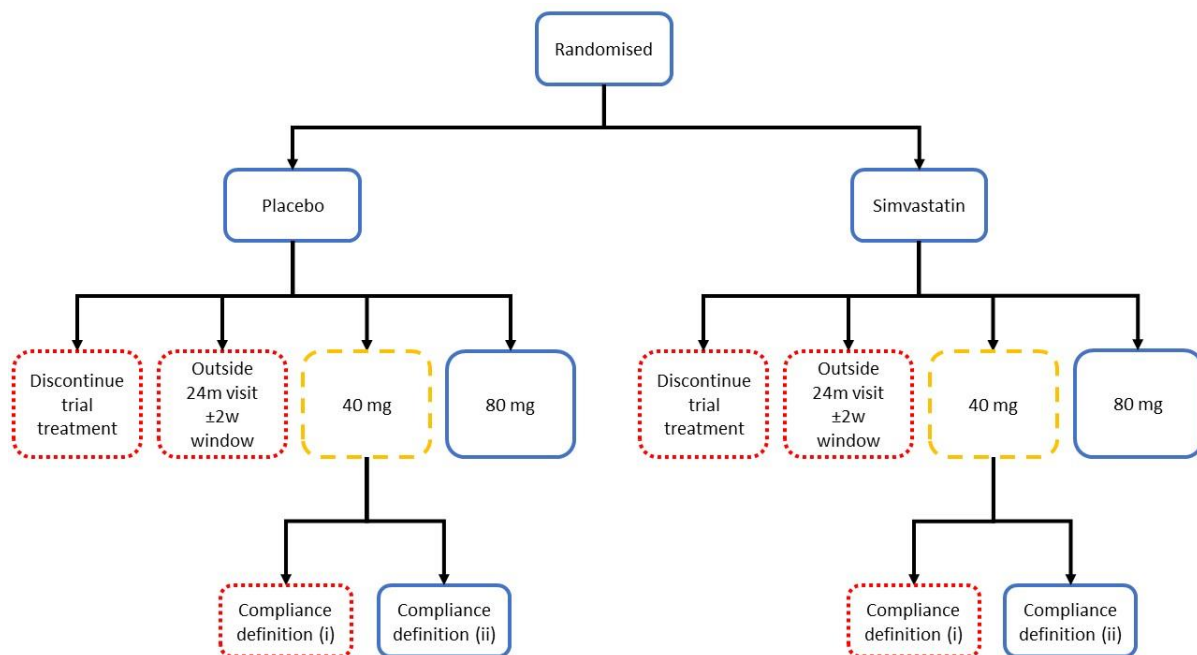 Randomised
Placebo
Simvastatin
Discontinue
trial
treatment
Outside
24m visit
±2w
window
40 mg
80 mg
Discontinue
trial
treatment
Outside
24m visit
±2w
window
40 mg
80 mg
Compliance
definition (i)
Compliance
definition (ii)
Compliance
definition (i)
Compliance
definition (ii)